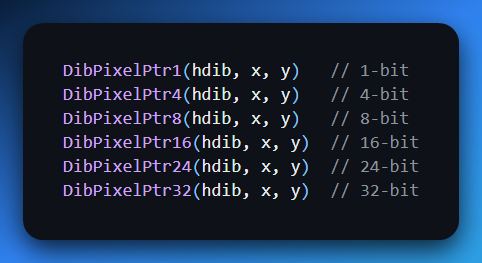 DibPixelPtr1(hdib, x, y)   // 1-bit
DibPixelPtr4(hdib, x, y)   // 4-bit
DibPixelPtr8(hdib, x, y)   // 8-bit
DibPixelPtr16(hdib, x, y)  // 16-bit
DibPixelPtr24(hdib, x, y)  // 24-bit
DibPixelPtr32(hdib, x, y)  // 32-bit